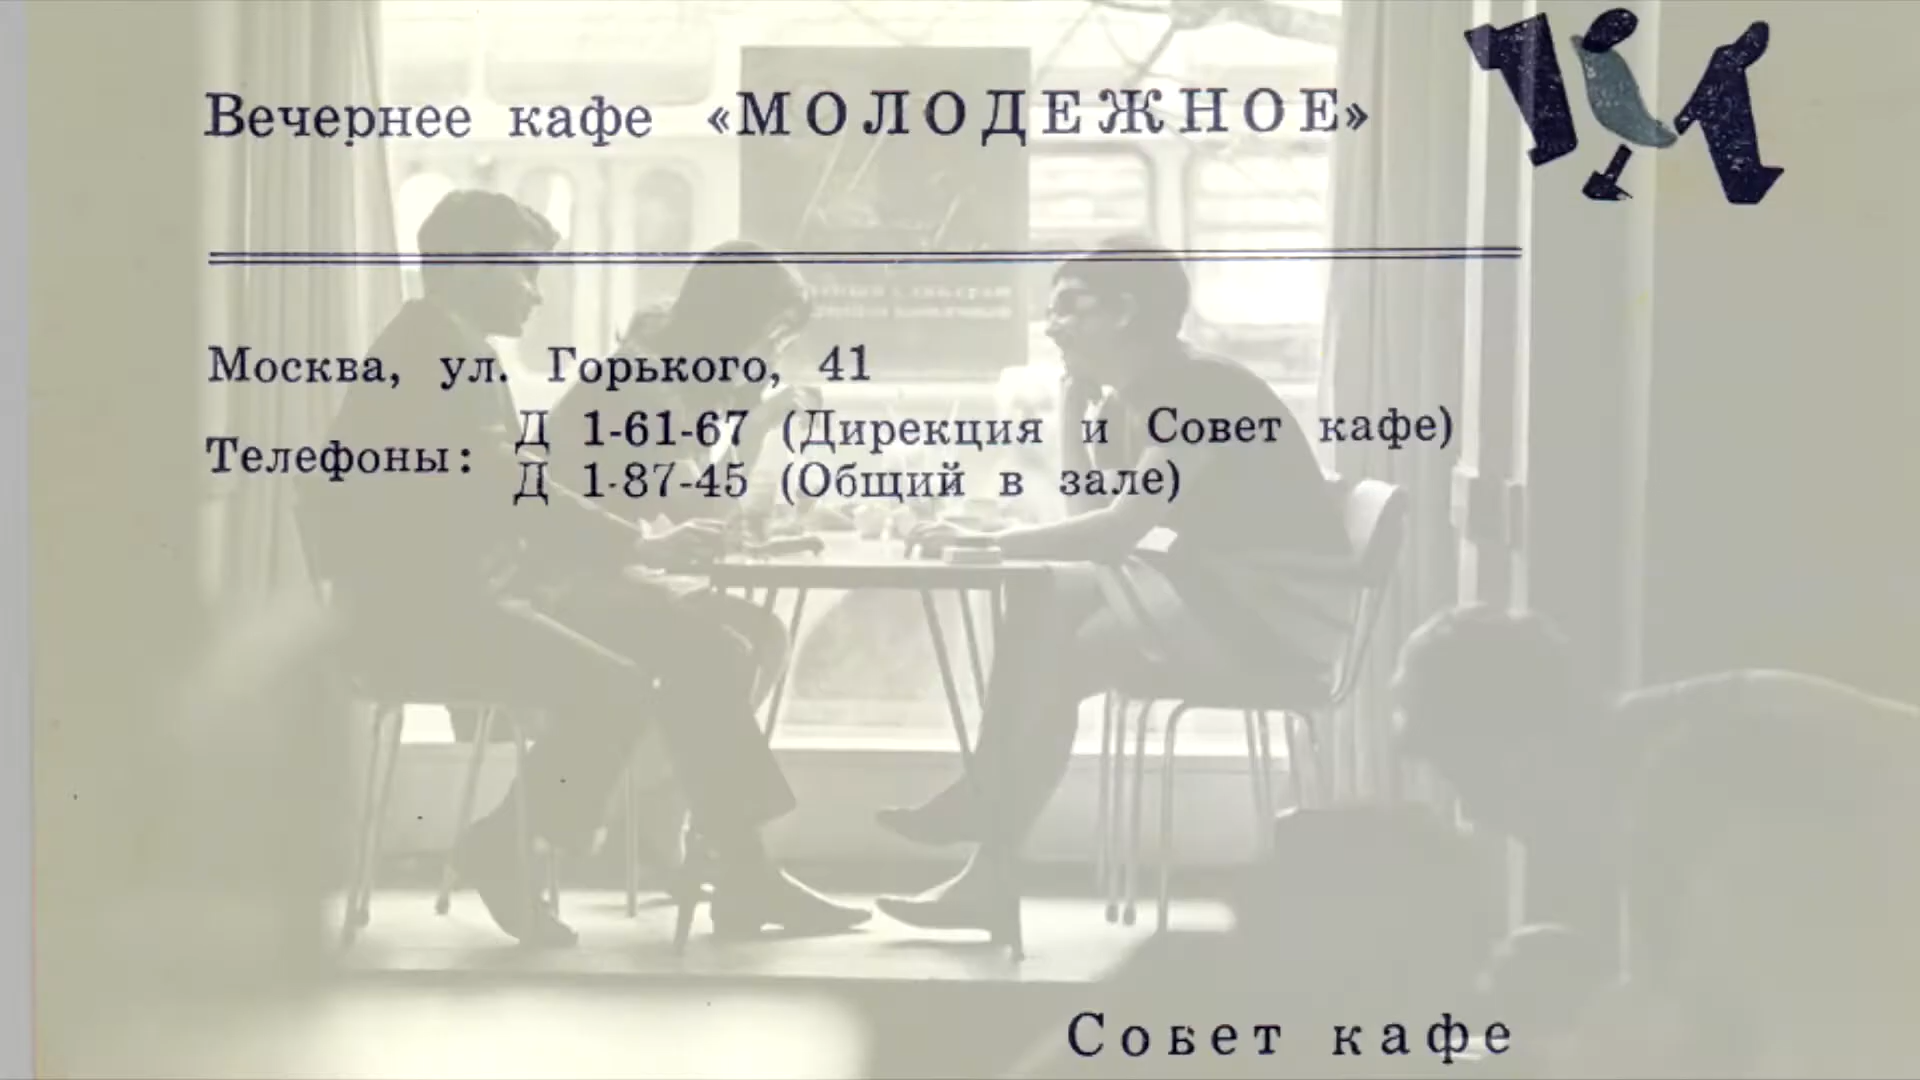 Вечернее кафе «МОЛОДЕЖНОЕ»
Москва, ул. Горького, 41
Телефоны:
Д 1-61-67 (Дирекция и Совет кафе)
Д 1-87-45 (Общий в зале)
Совет кафе